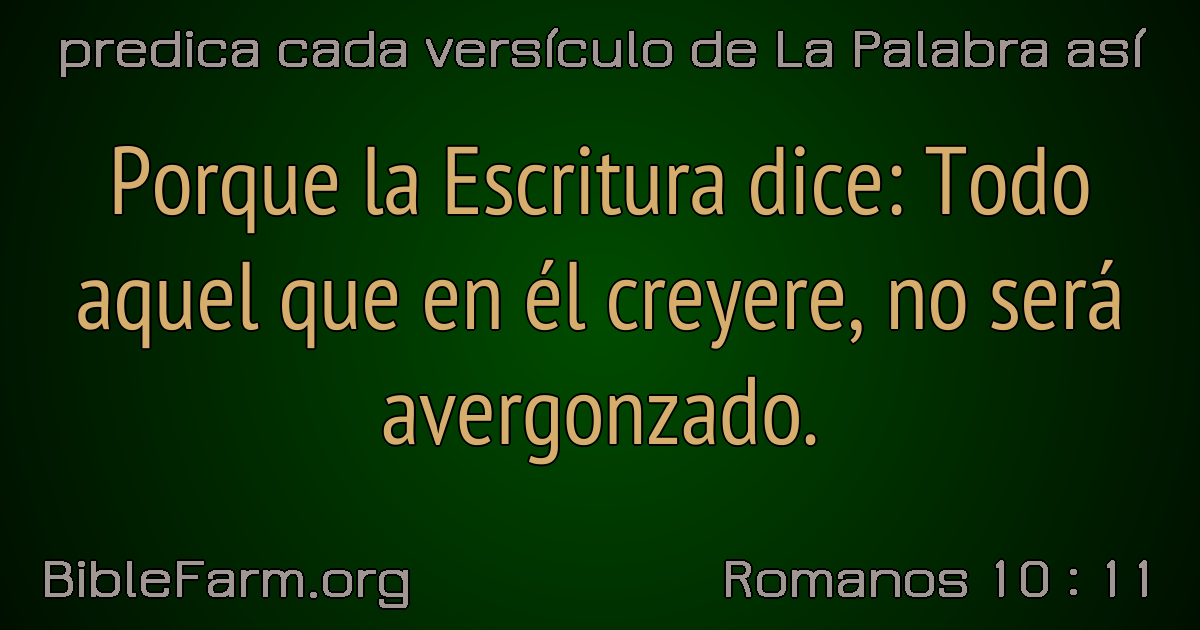 predica cada versículo de La Palabra así
Porque la Escritura dice: Todo
aquel que en él creyere, no será
avergonzado.
BibleFarm.org
Romanos 10 : 11